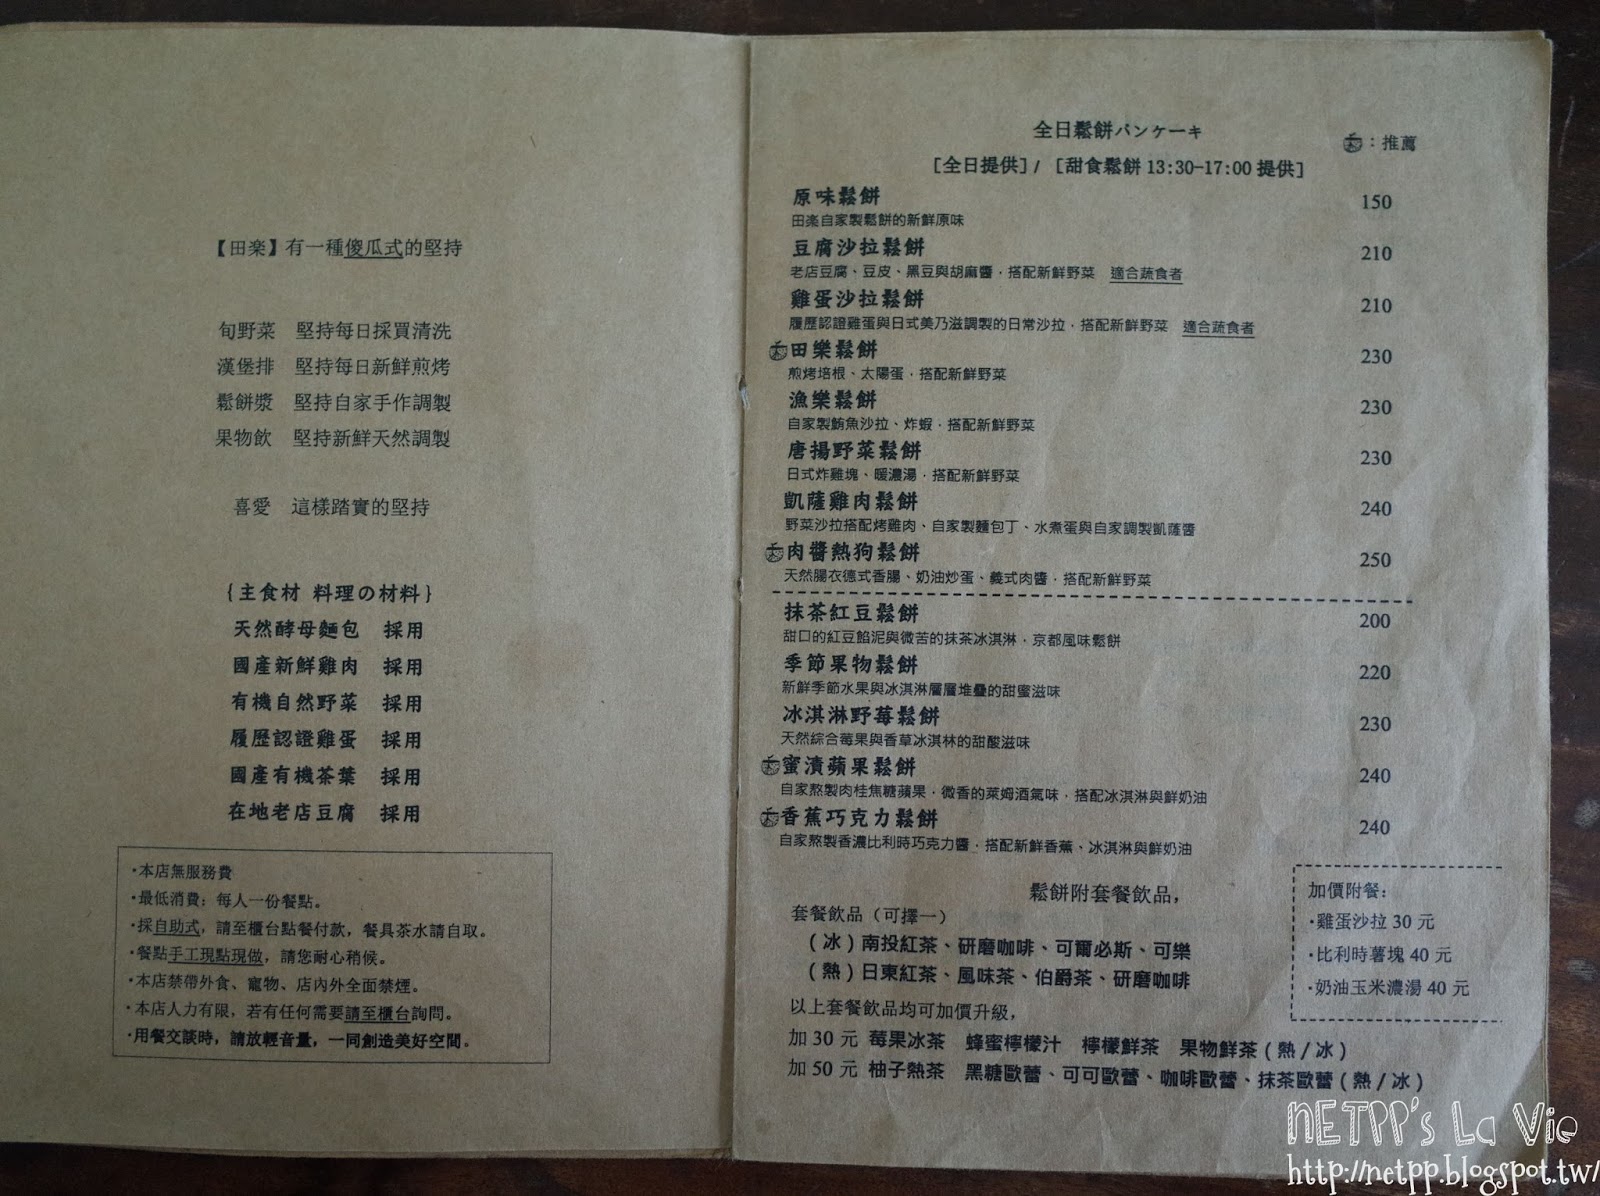 【田楽】有一種傻瓜式的堅持
旬野菜 堅持每日採買清洗
漢堡排 堅持每日新鮮煎烤
鬆餅漿 堅持自家手作調製
果物飲 堅持新鮮天然調製
喜愛 這樣踏實的堅持
{主食材 料理の材料}
天然酵母麵包 採用
國產新鮮雞肉 採用
有機自然野菜 採用
履歷認證雞蛋 採用
國產有機茶葉 採用
在地老店豆腐 採用
·本店無服務費
·最低消費：每人一份餐點。
·採自助式，請至櫃台點餐付款，餐具茶水請自取。
·餐點手工現點現做，請您耐心稍候。
·本店禁帶外食、寵物、店內外全面禁煙。
·本店人力有限，若有任何需要請至櫃台詢問。
·用餐交談時，請放輕音量，一同創造美好空間。
全日鬆餅パンケーキ
：推薦
［全日提供］/ ［甜食鬆餅 13:30-17:00 提供］
原味鬆餅 150
田楽自家製鬆餅的新鮮原味
豆腐沙拉鬆餅 210
老店豆腐、豆皮、黑豆與胡麻醬，搭配新鮮野菜 適合蔬食者
雞蛋沙拉鬆餅 210
履歷認證雞蛋與日式美乃滋調製的日常沙拉，搭配新鮮野菜 適合蔬食者
田樂鬆餅 230
煎烤培根、太陽蛋，搭配新鮮野菜
漁樂鬆餅 230
自家製鮪魚沙拉、炸蝦，搭配新鮮野菜
唐揚野菜鬆餅 230
日式炸雞塊、暖濃湯，搭配新鮮野菜
凱薩雞肉鬆餅 240
野菜沙拉搭配烤雞肉、自家製麵包丁、水煮蛋與自家調製凱薩醬
肉醬熱狗鬆餅 250
天然腸衣德式香腸、奶油炒蛋、義式肉醬，搭配新鮮野菜
抹茶紅豆鬆餅 200
甜口的紅豆餡泥與微苦的抹茶冰淇淋，京都風味鬆餅
季節果物鬆餅 220
新鮮季節水果與冰淇淋層層堆疊的甜蜜滋味
冰淇淋野莓鬆餅 230
天然綜合莓果與香草冰淇林的甜酸滋味
蜜漬蘋果鬆餅 240
自家熬製肉桂焦糖蘋果，微香的萊姆酒氣味，搭配冰淇淋與鮮奶油
香蕉巧克力鬆餅 240
自家熬製香濃比利時巧克力醬，搭配新鮮香蕉、冰淇淋與鮮奶油
鬆餅附套餐飲品，
套餐飲品（可擇一）
（冰）南投紅茶、研磨咖啡、可爾必斯、可樂
（熱）日東紅茶、風味茶、伯爵茶、研磨咖啡
以上套餐飲品均可加價升級，
加 30 元 莓果冰茶 蜂蜜檸檬汁 檸檬鮮茶 果物鮮茶（熱/冰）
加 50 元 柚子熱茶 黑糖歐蕾、可可歐蕾、咖啡歐蕾、抹茶歐蕾（熱/冰）
加價附餐：
·雞蛋沙拉 30 元
·比利時薯塊 40 元
·奶油玉米濃湯 40 元
NETPP's La Vie
http://netpp.blogspot.tw/